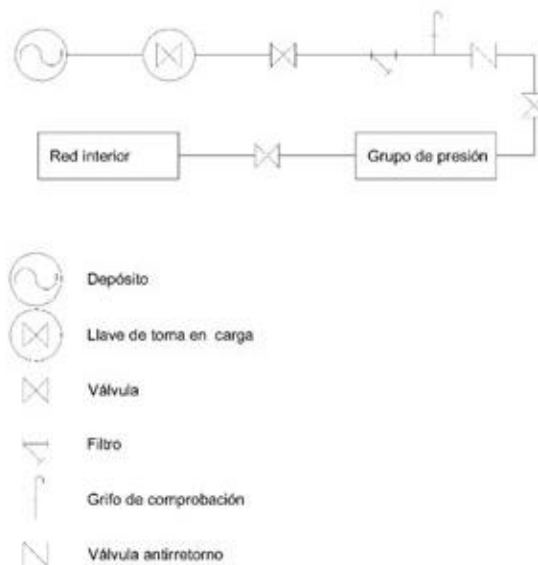 Red interior
Grupo de presión
Depósito
Llave de toma en carga
Válvula
Filtro
Grifo de comprobación
Válvula antirretorno